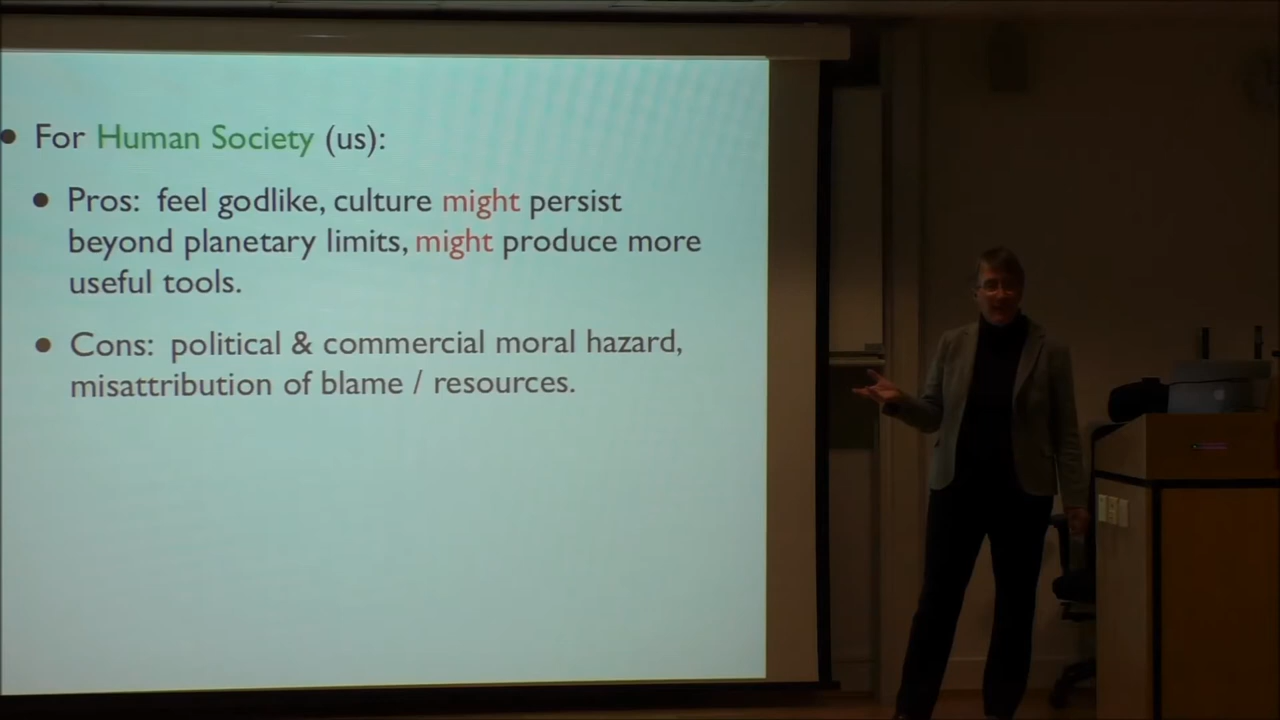 For Human Society (us):
Pros: feel godlike, culture might persist
beyond planetary limits, might produce more
useful tools.
Cons: political & commercial moral hazard,
misattribution of blame / resources.